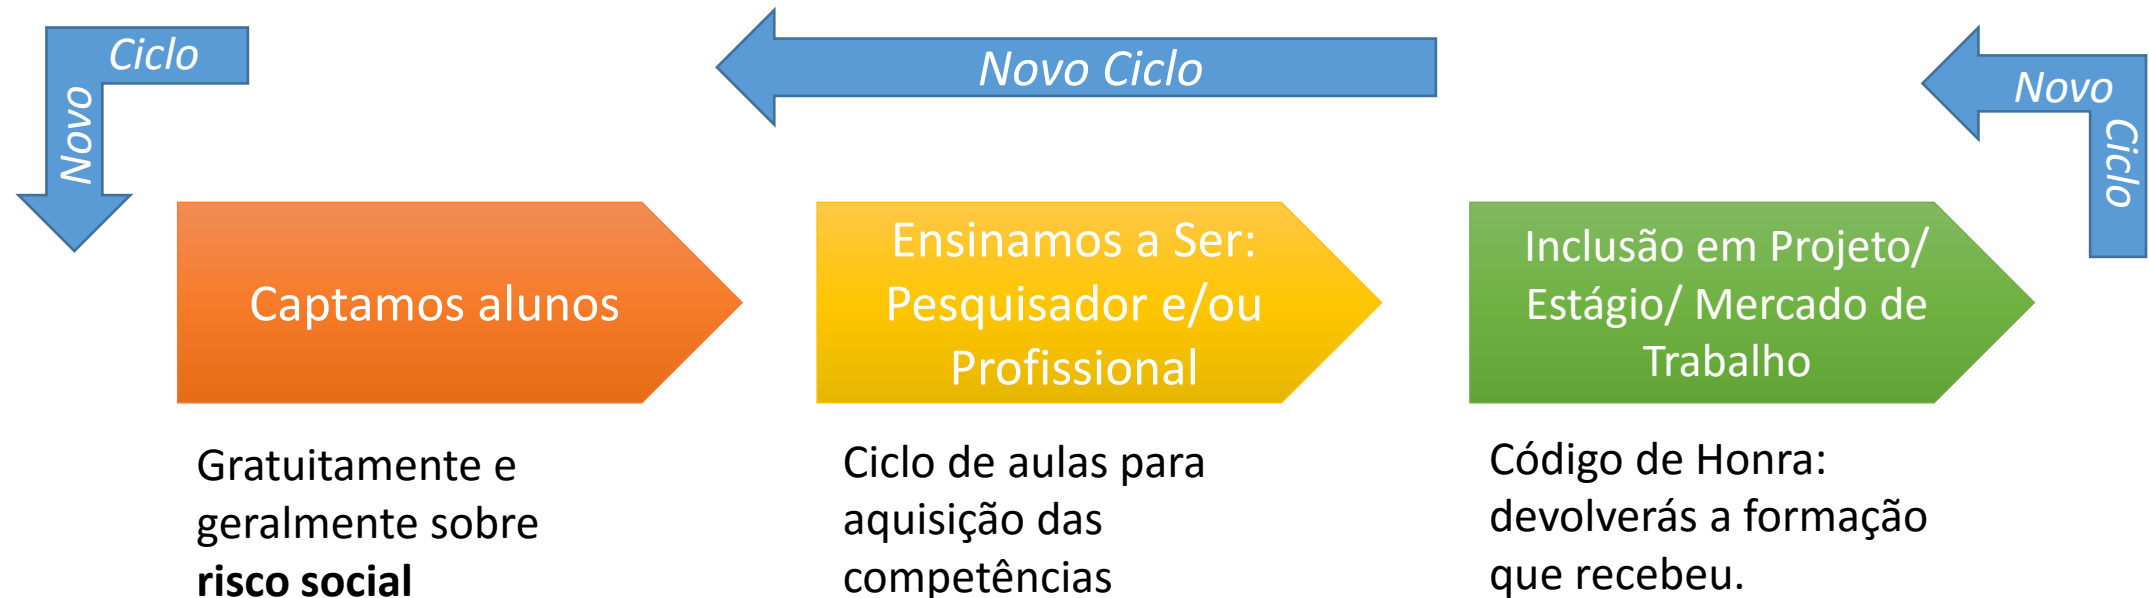 Novo Ciclo
Novo Ciclo
Novo Ciclo
Captamos alunos
Ensinamos a Ser:
Pesquisador e/ou
Profissional
Inclusão em Projeto/
Estágio/ Mercado de
Trabalho
Gratuitamente e
geralmente sobre
risco social
Ciclo de aulas para
aquisição das
competências
Código de Honra:
devolverás a formação
que recebeu.